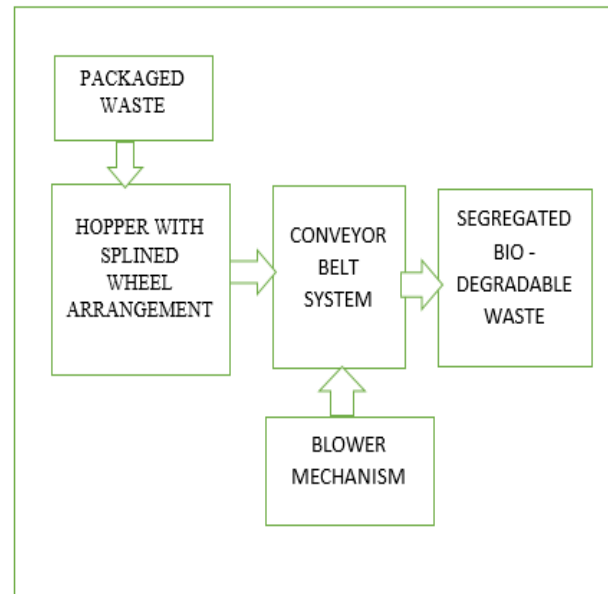 PACKAGED
WASTE
HOPPER WITH
SPLINED
WHEEL
ARRANGEMENT
CONVEYOR
BELT
SYSTEM
SEGREGATED
BIO -
DEGRADABLE
WASTE
BLOWER
MECHANISM